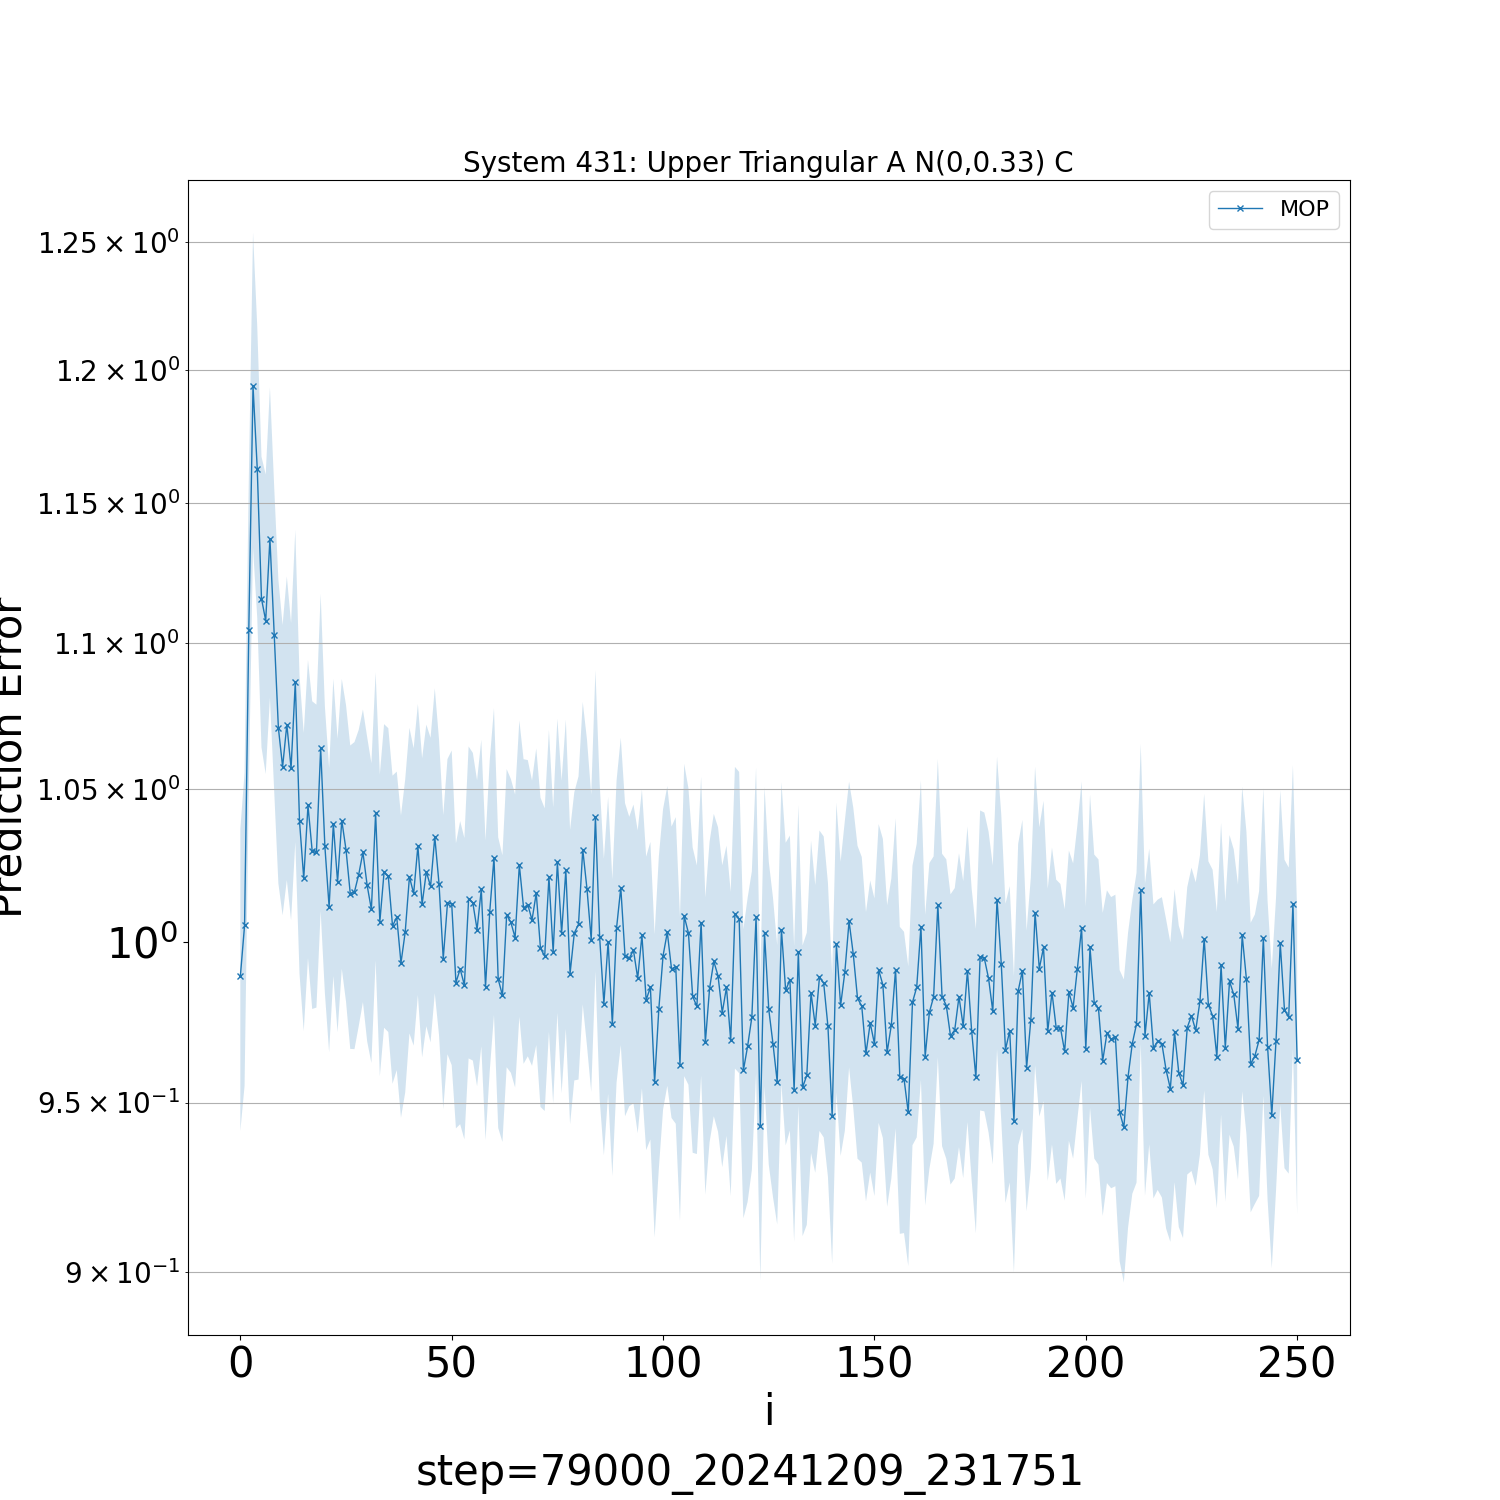 System 431: Upper Triangular A N(0,0.33) C
MOP
1.25 × 10⁰
1.2 × 10⁰
1.15 × 10⁰
1.1 × 10⁰
1.05 × 10⁰
10⁰
9.5 × 10⁻¹
9 × 10⁻¹
Prediction Error
0 50 100 150 200 250
i
step=79000_20241209_231751